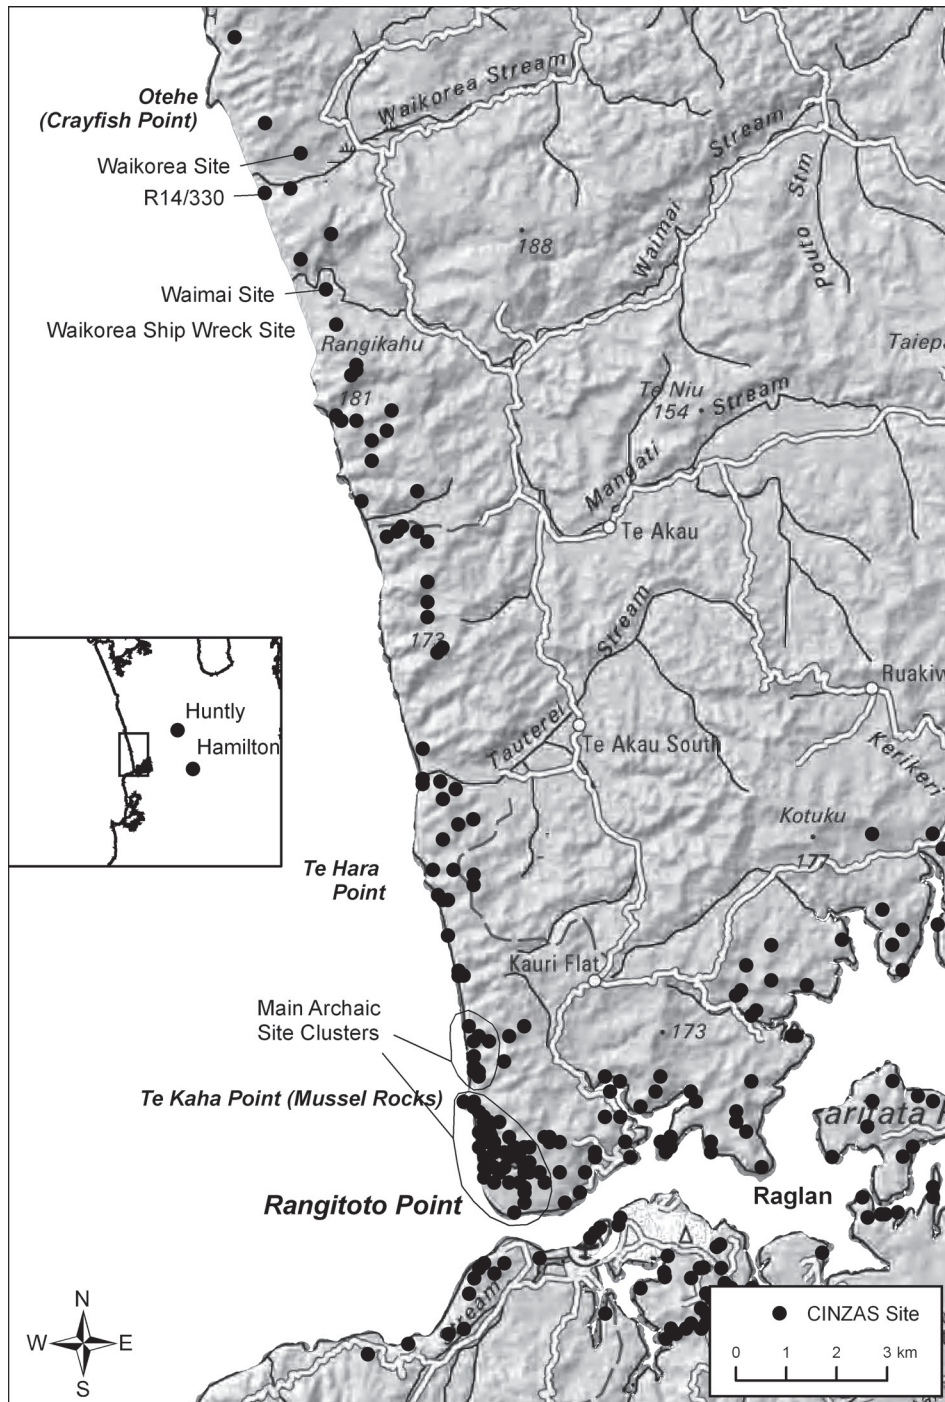 Otehe
(Crayfish Point)
Waikorea Stream
Waikorea Site
R14/330
Stream
Stm
Pouto
Waimai
188
Waimai Site
Waikorea Ship Wreck Site
Rangikahu
181
Taiepa
Te Niu
154
Stream
Mangati
Te Akau
Stream
173
Huntly
Hamilton
Ruakiw
Tauterei
Te Akau South
Kerikeri
Kotuku
177
Te Hara
Point
Kauri Flat
Main Archaic
Site Clusters
173
Te Kaha Point (Mussel Rocks)
Rangitoto Point
Raglan
Stream
N
W
E
S
CINZAS Site
0 1 2 3 km